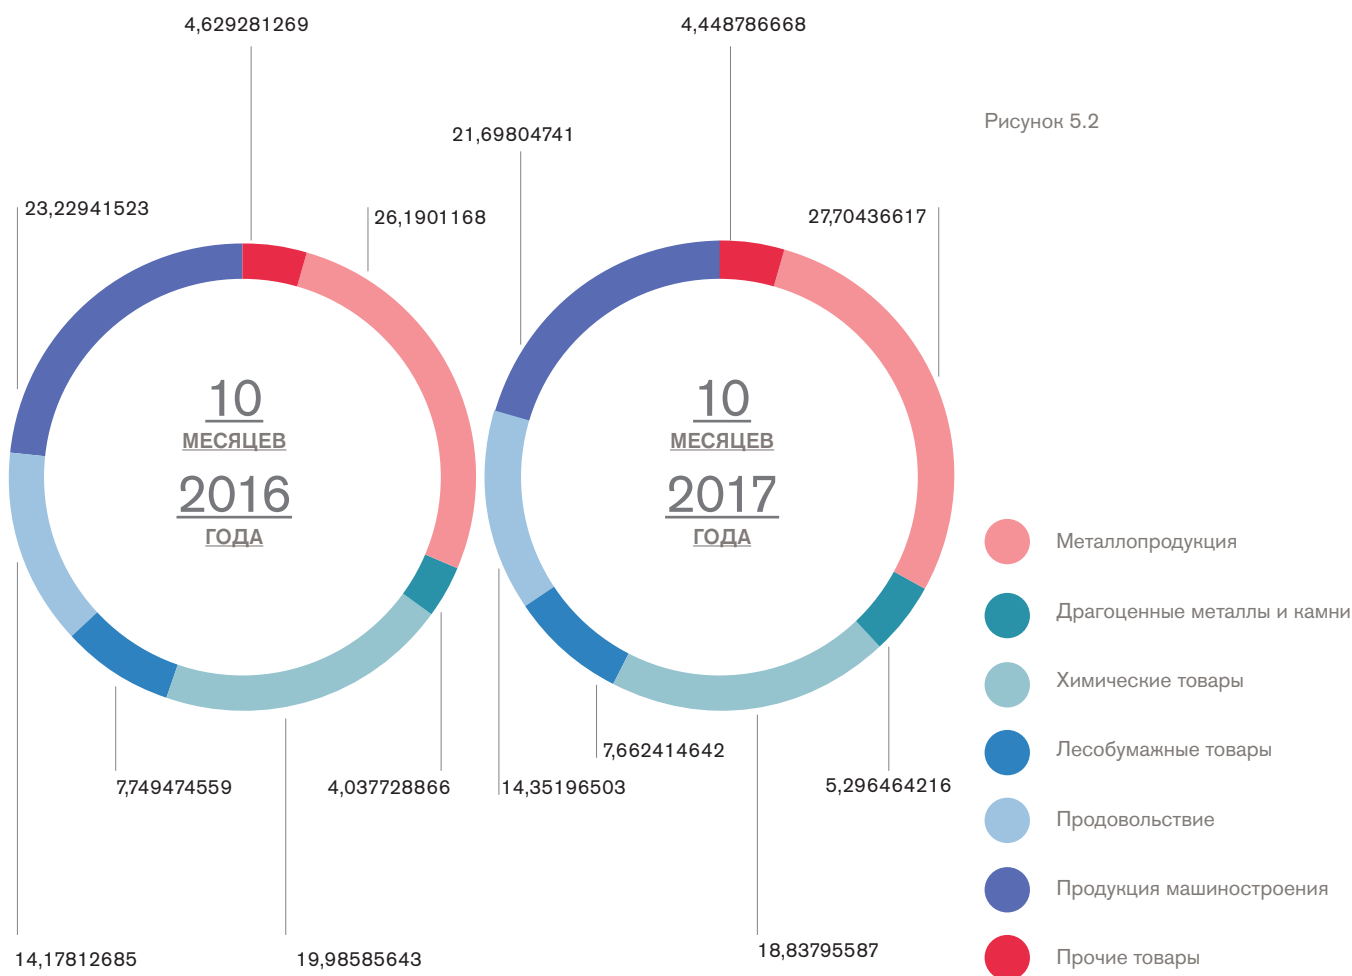 4,629281269
4,448786668
Рисунок 5.2
21,69804741
23,22941523
26,1901168
27,70436617
10
МЕСЯЦЕВ
2016
ГОДА
10
МЕСЯЦЕВ
2017
ГОДА
Металлопродукция
Драгоценные металлы и камни
Химические товары
Лесобумажные товары
Продовольствие
Продукция машиностроения
Прочие товары
7,662414642
7,749474559
4,037728866
14,35196503
5,296464216
14,17812685
19,98585643
18,83795587